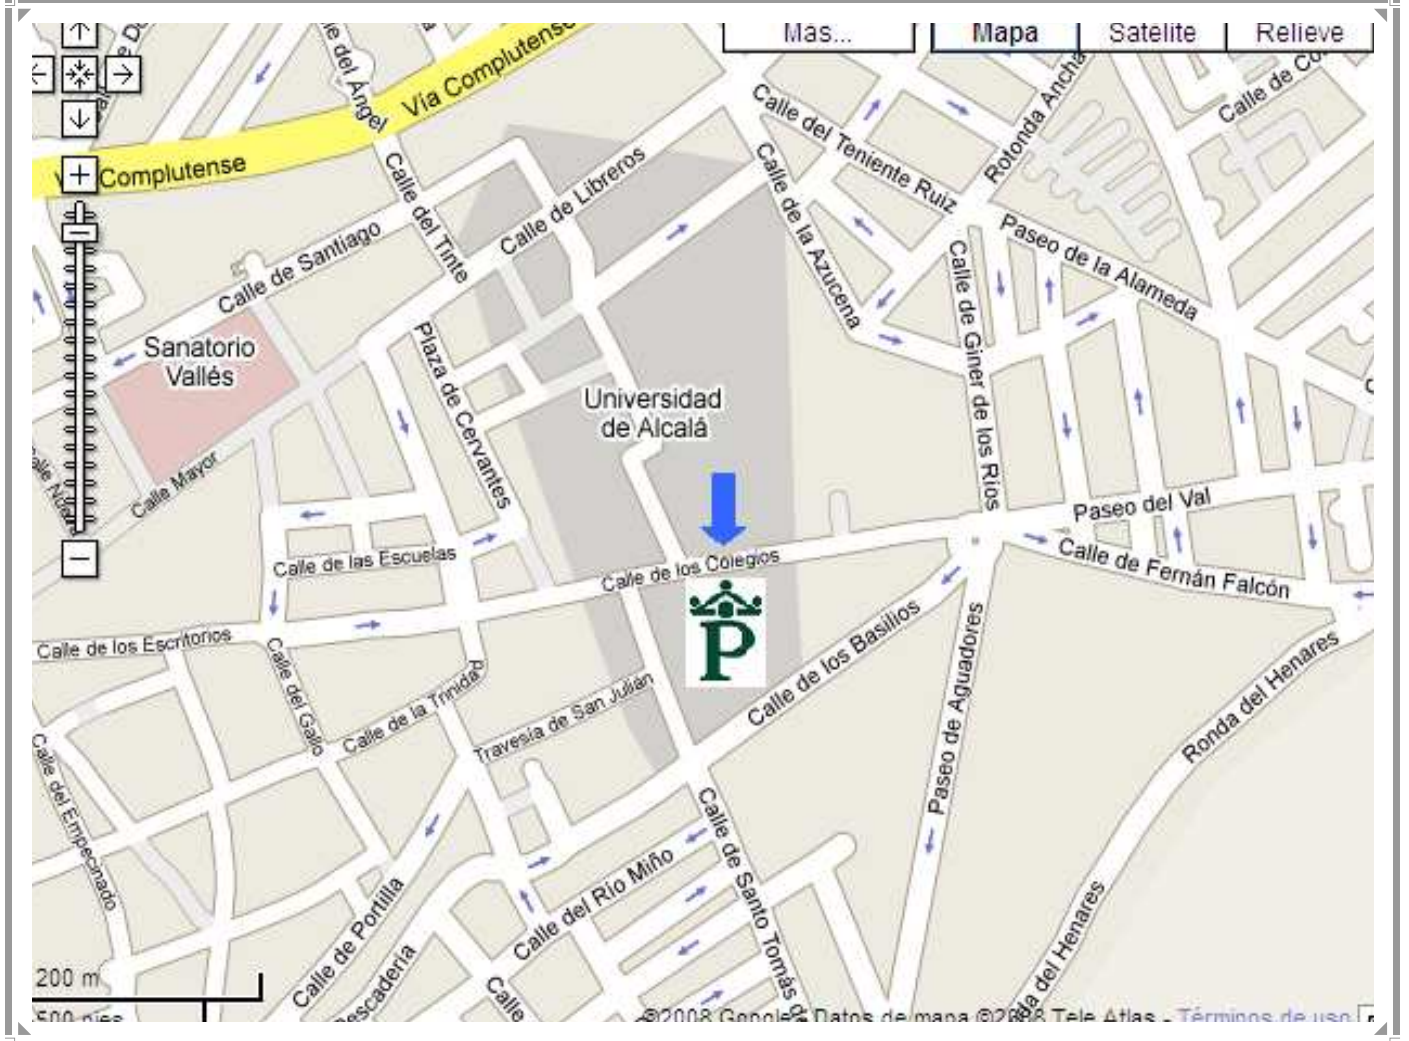 Mas...
Mapa
Satélite
Relieve
Vía Complutense
Complutense
Calle del Teniente Ruiz
Rotonda Ancha
Calle de Libreros
Calle del Tinte
Calle de Santiago
Calle de la Azucena
Paseo de la Alameda
Calle de Giner de los Ríos
Sanatorio
Vallés
Plaza de Cervantes
Universidad
de Alcalá
Calle Mayor
Paseo del Val
Calle de las Escuelas
Calle de los Colegios
Calle de Fernán Falcón
P
Calle de los Escritorios
Calle del Gallo
Calle de la Trinida
Travesía de San Julián
Calle de los Basilios
Paseo de Aguadores
Ronda del Henares
Calle del Empecinado
Calle de Portilla
Calle del Río Miño
Calle de Santo Tomás d
Calle
del Henares
200 m
500 pies
©2008 Google - Datos de mapa ©2008 Tele Atlas - Términos de uso